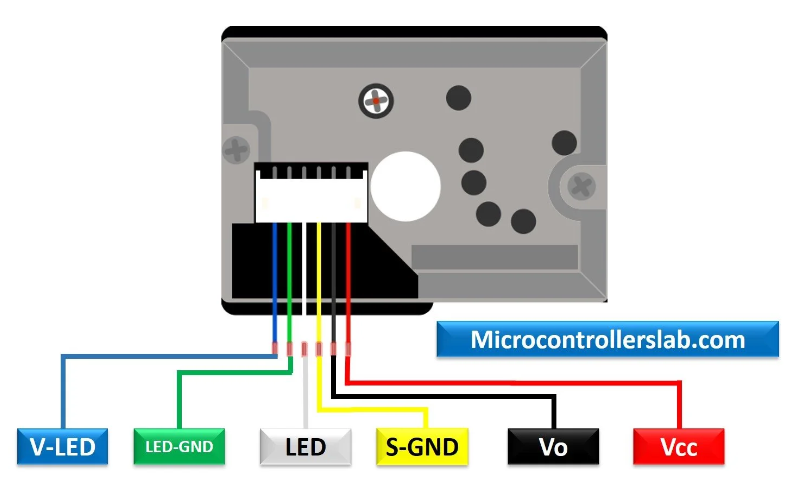 Microcontrollerslab.com
V-LED
LED-GND
LED
S-GND
Vo
Vcc